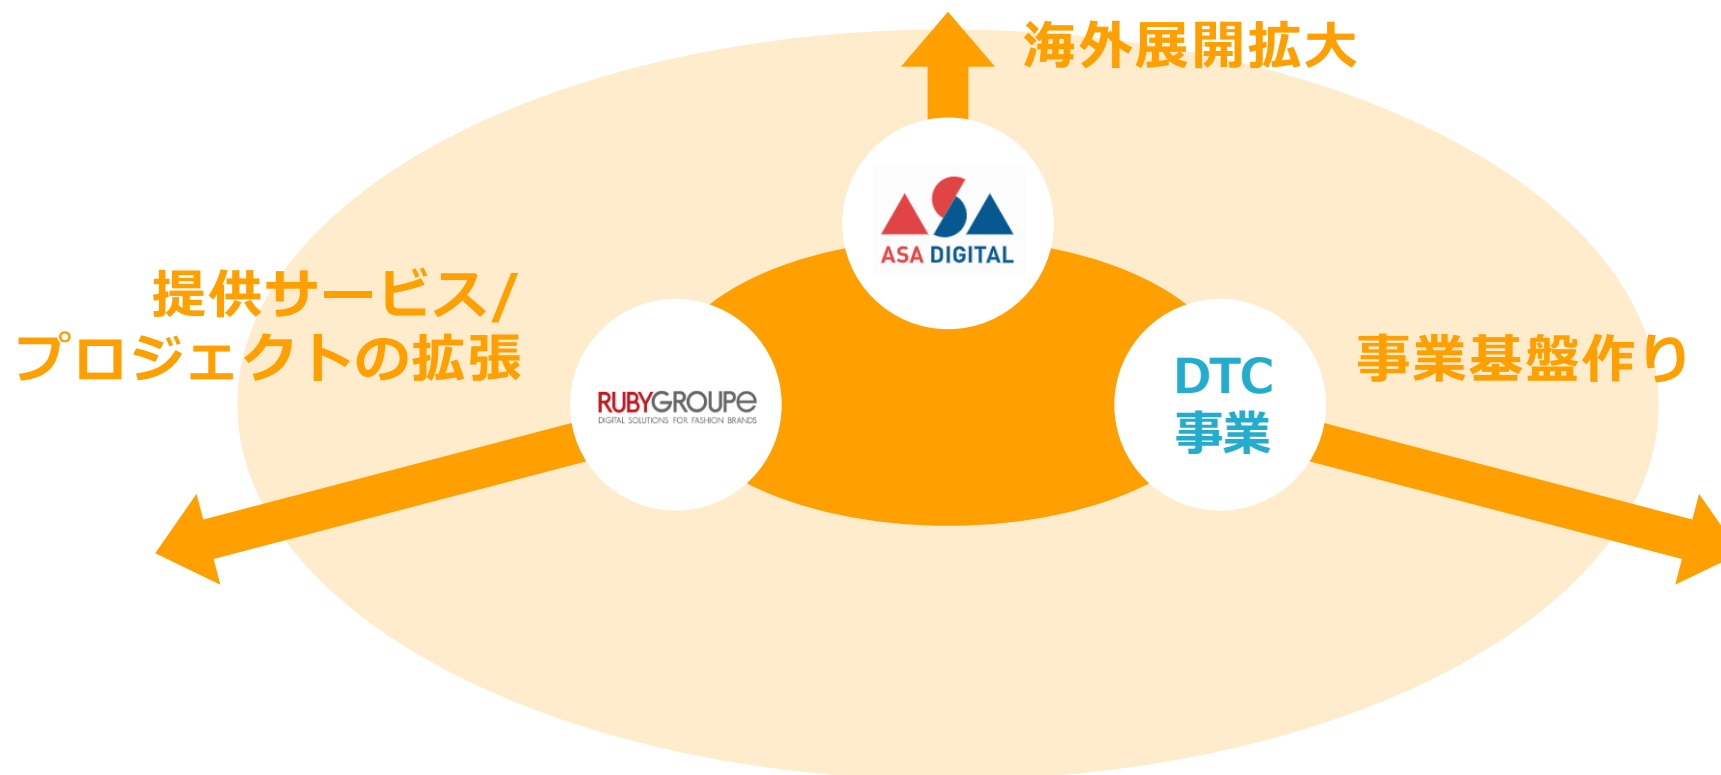 海外展開拡大
ASA DIGITAL
提供サービス/
プロジェクトの拡張
RUBYGROUPe
DIGITAL SOLUTIONS FOR FASHION BRANDS
DTC
事業
事業基盤作り